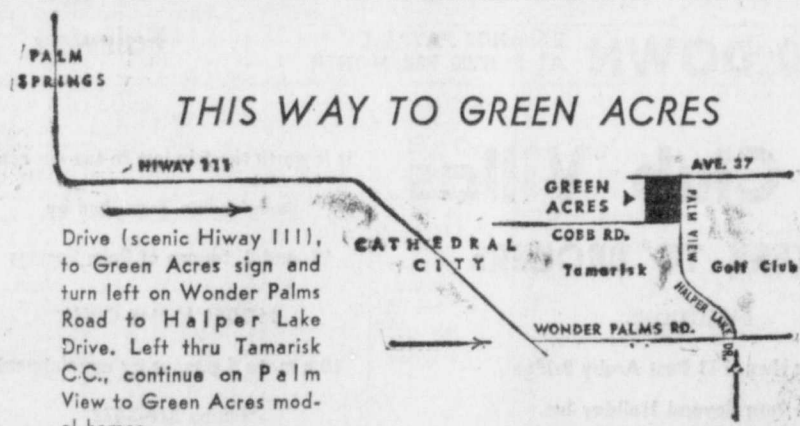 PALM
SPRINGS
THIS WAY TO GREEN ACRES
HIWAY 111
AVE. 37
GREEN
ACRES
PALM VIEW
COBB RD.
CATHEDRAL
CITY
Tamarisk
Golf Club
HALPER LAKE DR.
WONDER PALMS RD.
Drive (scenic Hiway 111),
to Green Acres sign and
turn left on Wonder Palms
Road to Halper Lake
Drive. Left thru Tamarisk
C.C., continue on Palm
View to Green Acres mod-